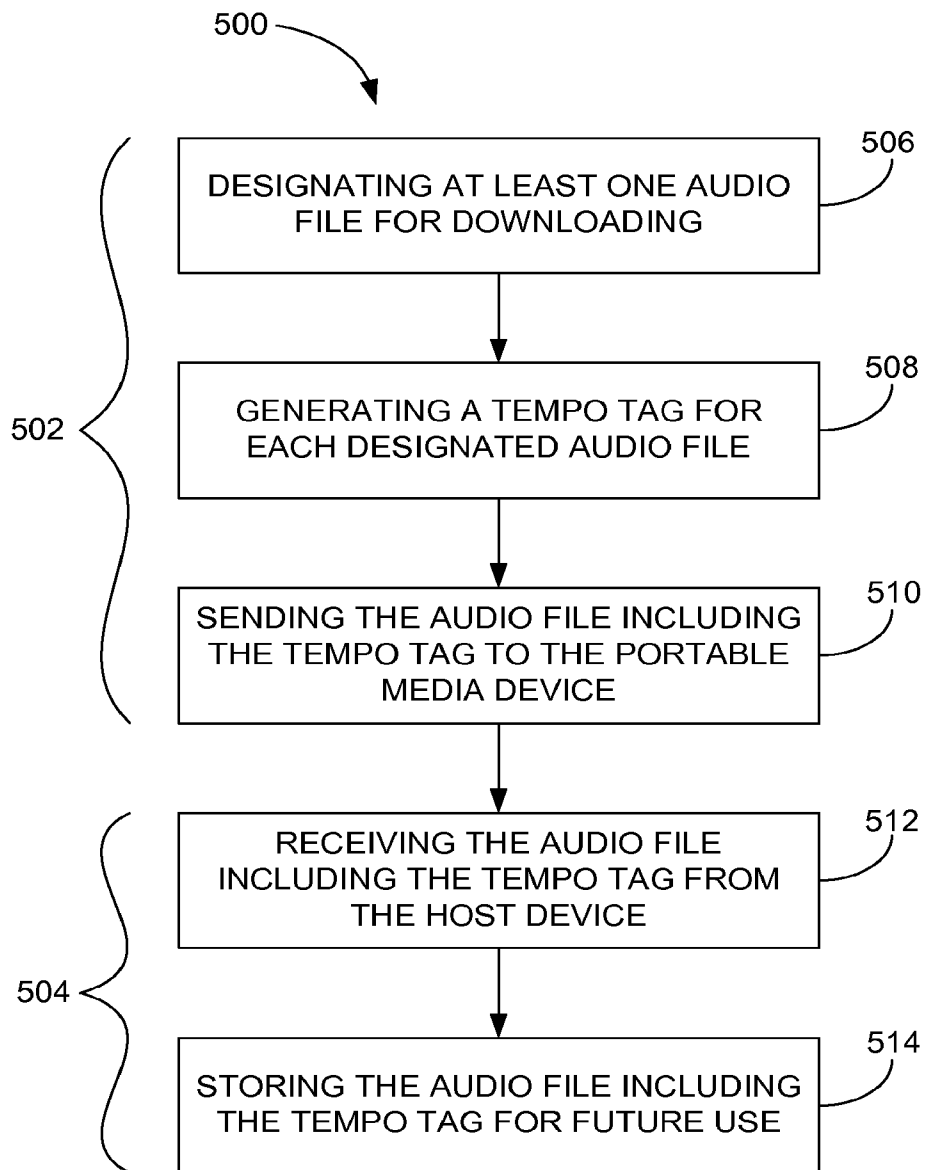 500
506
DESIGNATING AT LEAST ONE AUDIO
FILE FOR DOWNLOADING
508
GENERATING A TEMPO TAG FOR
EACH DESIGNATED AUDIO FILE
502
510
SENDING THE AUDIO FILE INCLUDING
THE TEMPO TAG TO THE PORTABLE
MEDIA DEVICE
512
RECEIVING THE AUDIO FILE
INCLUDING THE TEMPO TAG FROM
THE HOST DEVICE
504
514
STORING THE AUDIO FILE INCLUDING
THE TEMPO TAG FOR FUTURE USE